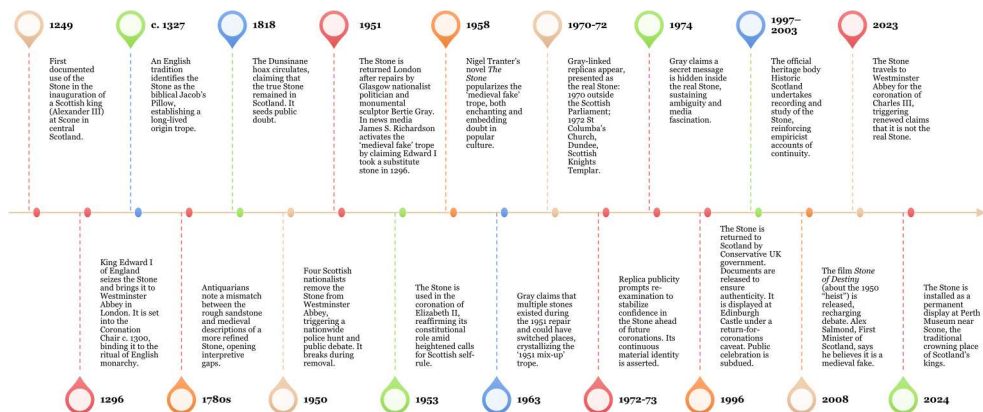 1249
First
documented
use of the
Stone in the
inauguration of
a Scottish king
(Alexander III)
at Scone in
central
Scotland.
c. 1327
An English
tradition
identifies the
Stone as the
biblical Jacob's
Pillow,
establishing a
long-lived
origin trope.
1818
The Dunsinane
hoax circulates,
claiming that
the true Stone
remained in
Scotland. It
seeds public
doubt.
1951
The Stone is
returned London
after repairs by
Glasgow nationalist
politician and
monumental
sculptor Bertie Gray.
In news media
James S. Richardson
activates the
'medieval fake' trope
by claiming Edward I
took a substitute
stone in 1296.
1958
Nigel Tranter's
novel The
Stone
popularizes the
'medieval fake'
trope, both
enchanting and
embedding
doubt in
popular
culture.
1970-72
Gray-linked
replicas appear,
presented as
the real Stone:
1970 outside
the Scottish
Parliament;
1972 St
Columba's
Church,
Dundee,
Scottish
Knights
Templar.
1974
Gray claims a
secret message
is hidden inside
the real Stone,
sustaining
ambiguity and
media
fascination.
1997–
2003
The official
heritage body
Historic
Scotland
undertakes
recording and
study of the
Stone,
reinforcing
empiricist
accounts of
continuity.
2023
The Stone
travels to
Westminster
Abbey for the
coronation of
Charles III,
triggering
renewed claims
that it is not the
real Stone.
King Edward I
of England
seizes the Stone
and brings it to
Westminster
Abbey in
London. It is set
into the
Coronation
Chair c. 1300,
binding it to the
ritual of English
monarchy.
1296
Antiquarians
note a mismatch
between the
rough sandstone
and medieval
descriptions of a
more refined
Stone, opening
interpretive
gaps.
1780s
Four Scottish
nationalists
remove the
Stone from
Westminster
Abbey,
triggering a
nationwide
police hunt and
public debate. It
breaks during
removal.
1950
The Stone is
used in the
coronation of
Elizabeth II,
reaffirming its
constitutional
role amid
heightened calls
for Scottish self-
rule.
1953
Gray claims that
multiple stones
existed during
the 1951 repair
and could have
switched places,
crystallizing the
'1951 mix-up'
trope.
1963
Replica publicity
prompts re-
examination to
stabilize
confidence in
the Stone ahead
of future
coronations. Its
continuous
material identity
is asserted.
1972-73
The Stone is
returned to
Scotland by
Conservative UK
government.
Documents are
released to
ensure
authenticity. It
is displayed at
Edinburgh
Castle under a
return-for-
coronations
caveat. Public
celebration is
subdued.
1996
The film Stone
of Destiny
(about the 1950
"heist") is
released,
recharging debate.
Alex
Salmond, First
Minister of
Scotland, says
he believes it is a
medieval fake.
2008
The Stone is
installed as a
permanent
display at Perth
Museum near
Scone, the
traditional
crowning place
of Scotland's
kings.
2024